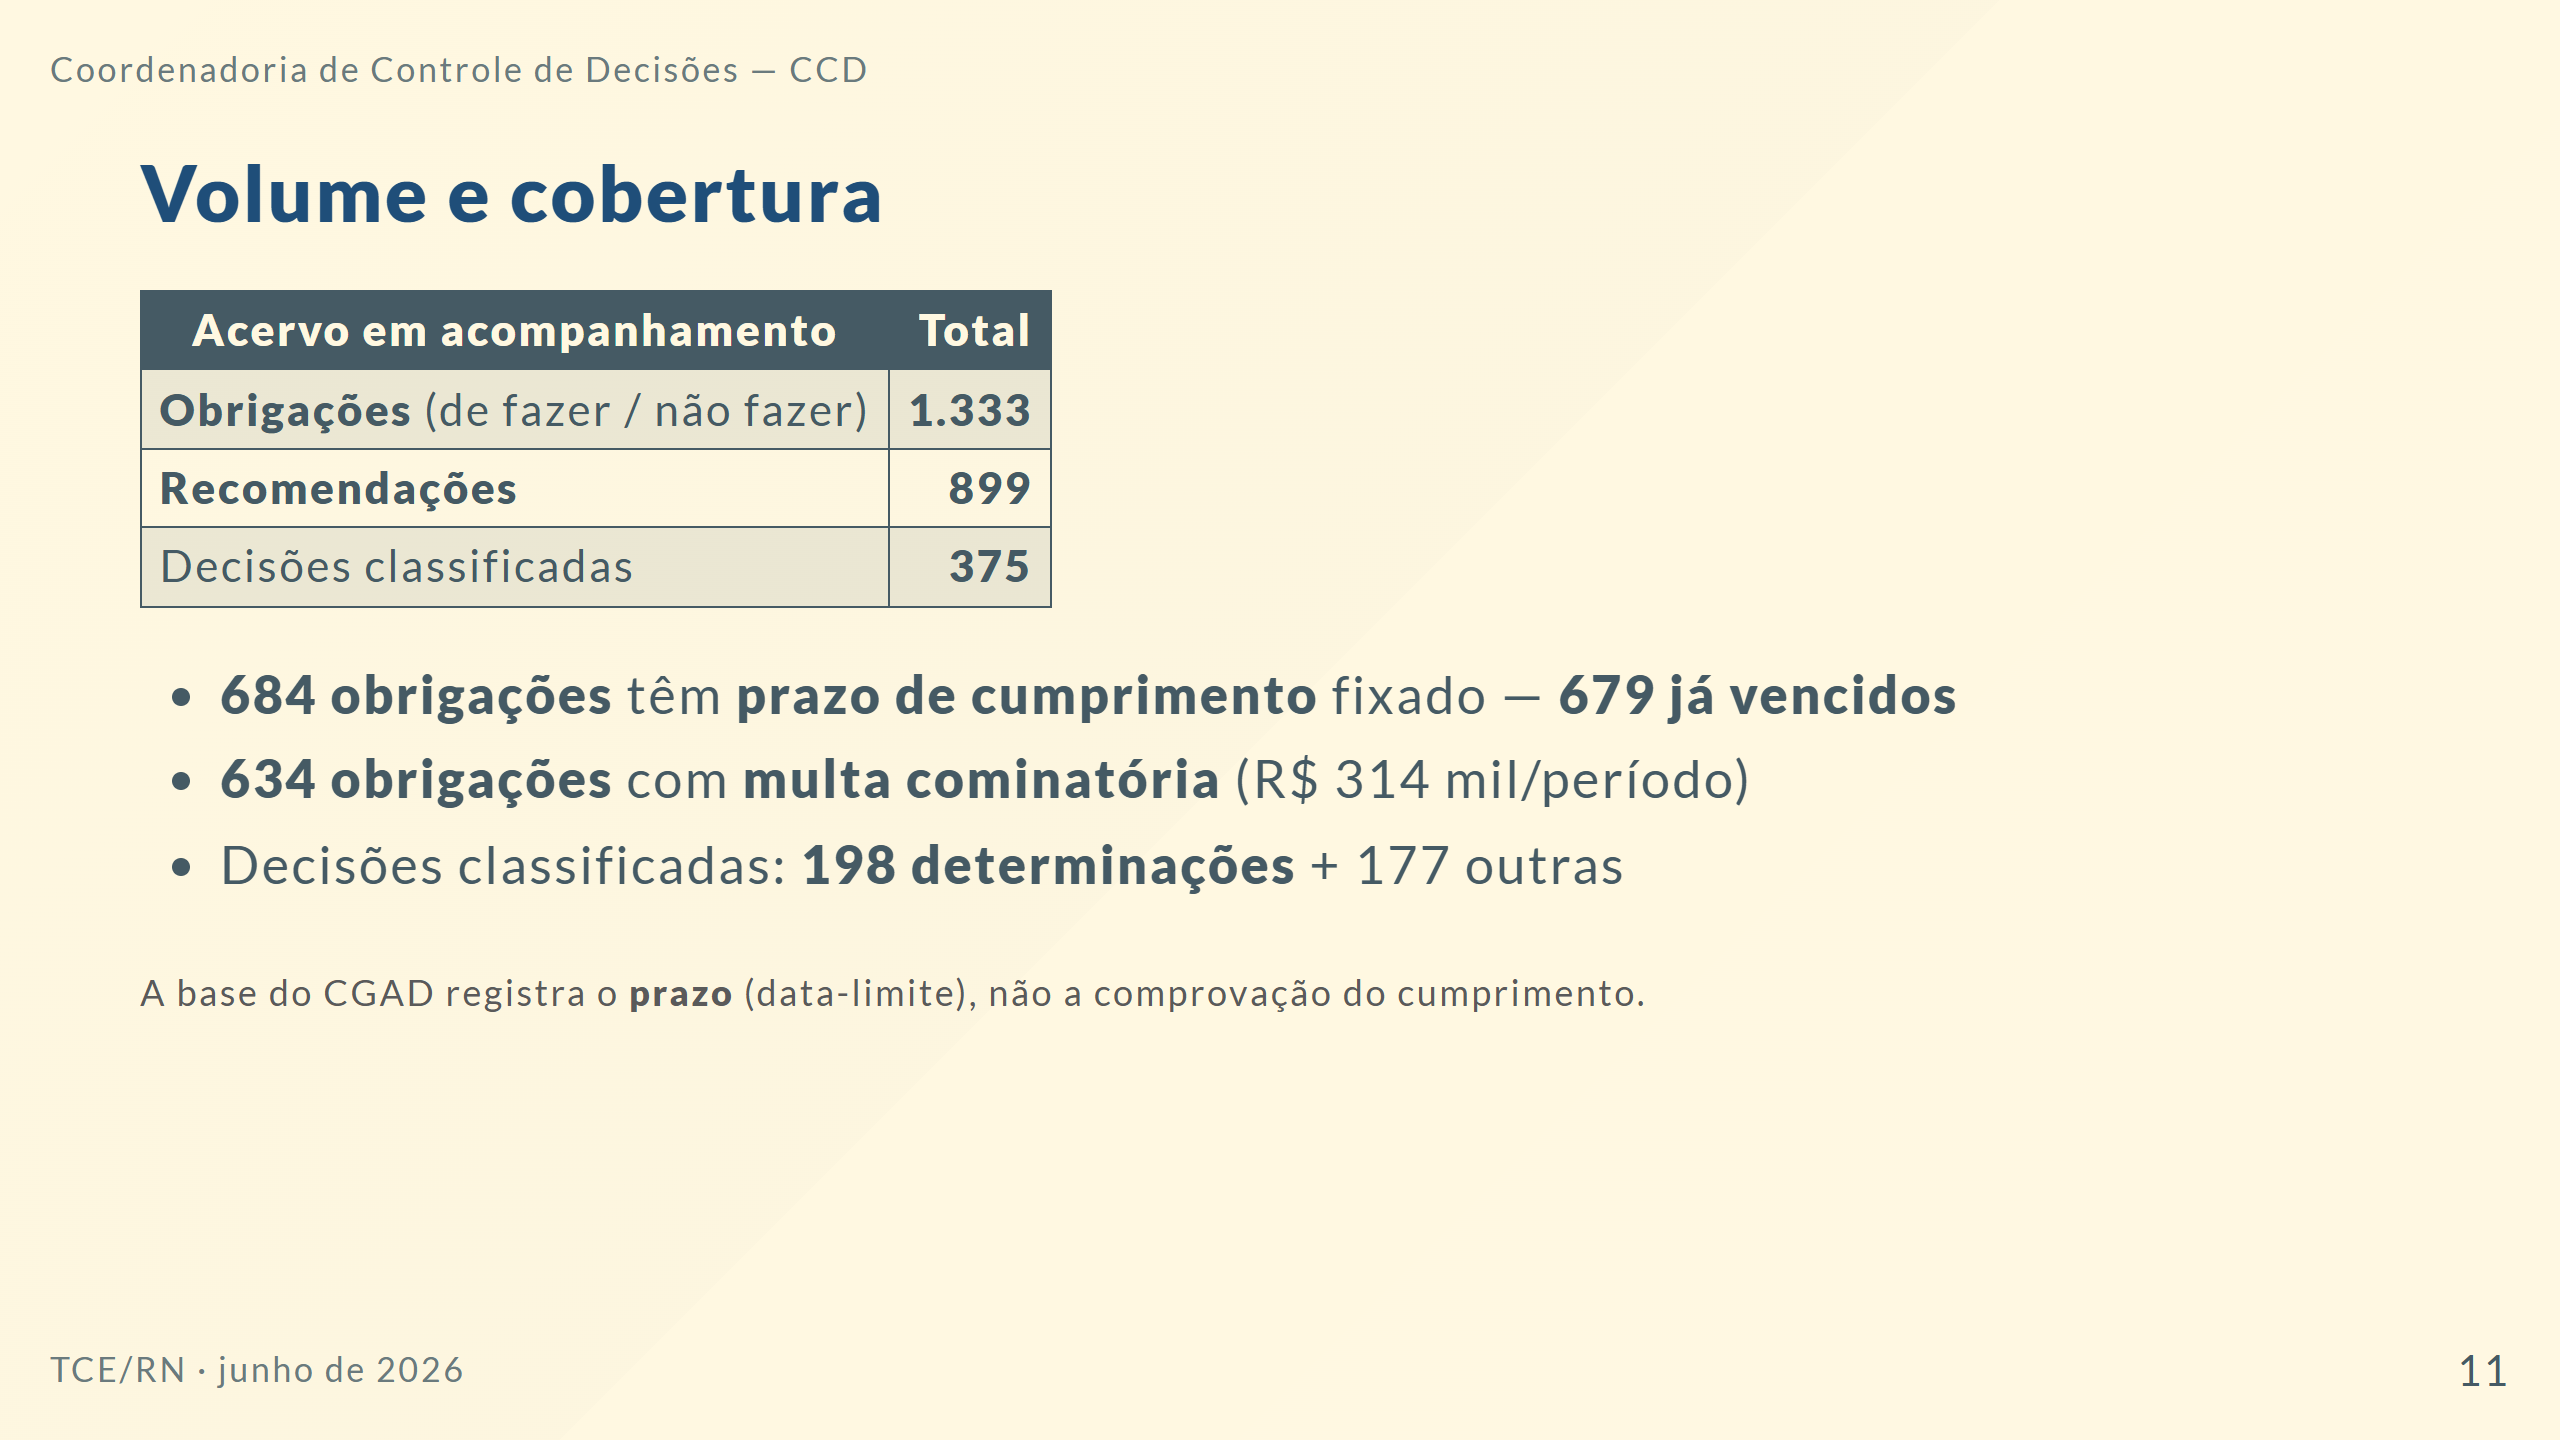 Coordenadoria de Controle de Decisões — CCD
Volume e cobertura
Acervo em acompanhamento Total
Obrigações (de fazer / não fazer) 1.333
Recomendações 899
Decisões classificadas 375
• 684 obrigações têm prazo de cumprimento fixado — 679 já vencidos
• 634 obrigações com multa cominatória (R$ 314 mil/período)
• Decisões classificadas: 198 determinações + 177 outras
A base do CGAD registra o prazo (data-limite), não a comprovação do cumprimento.
TCE/RN · junho de 2026
11